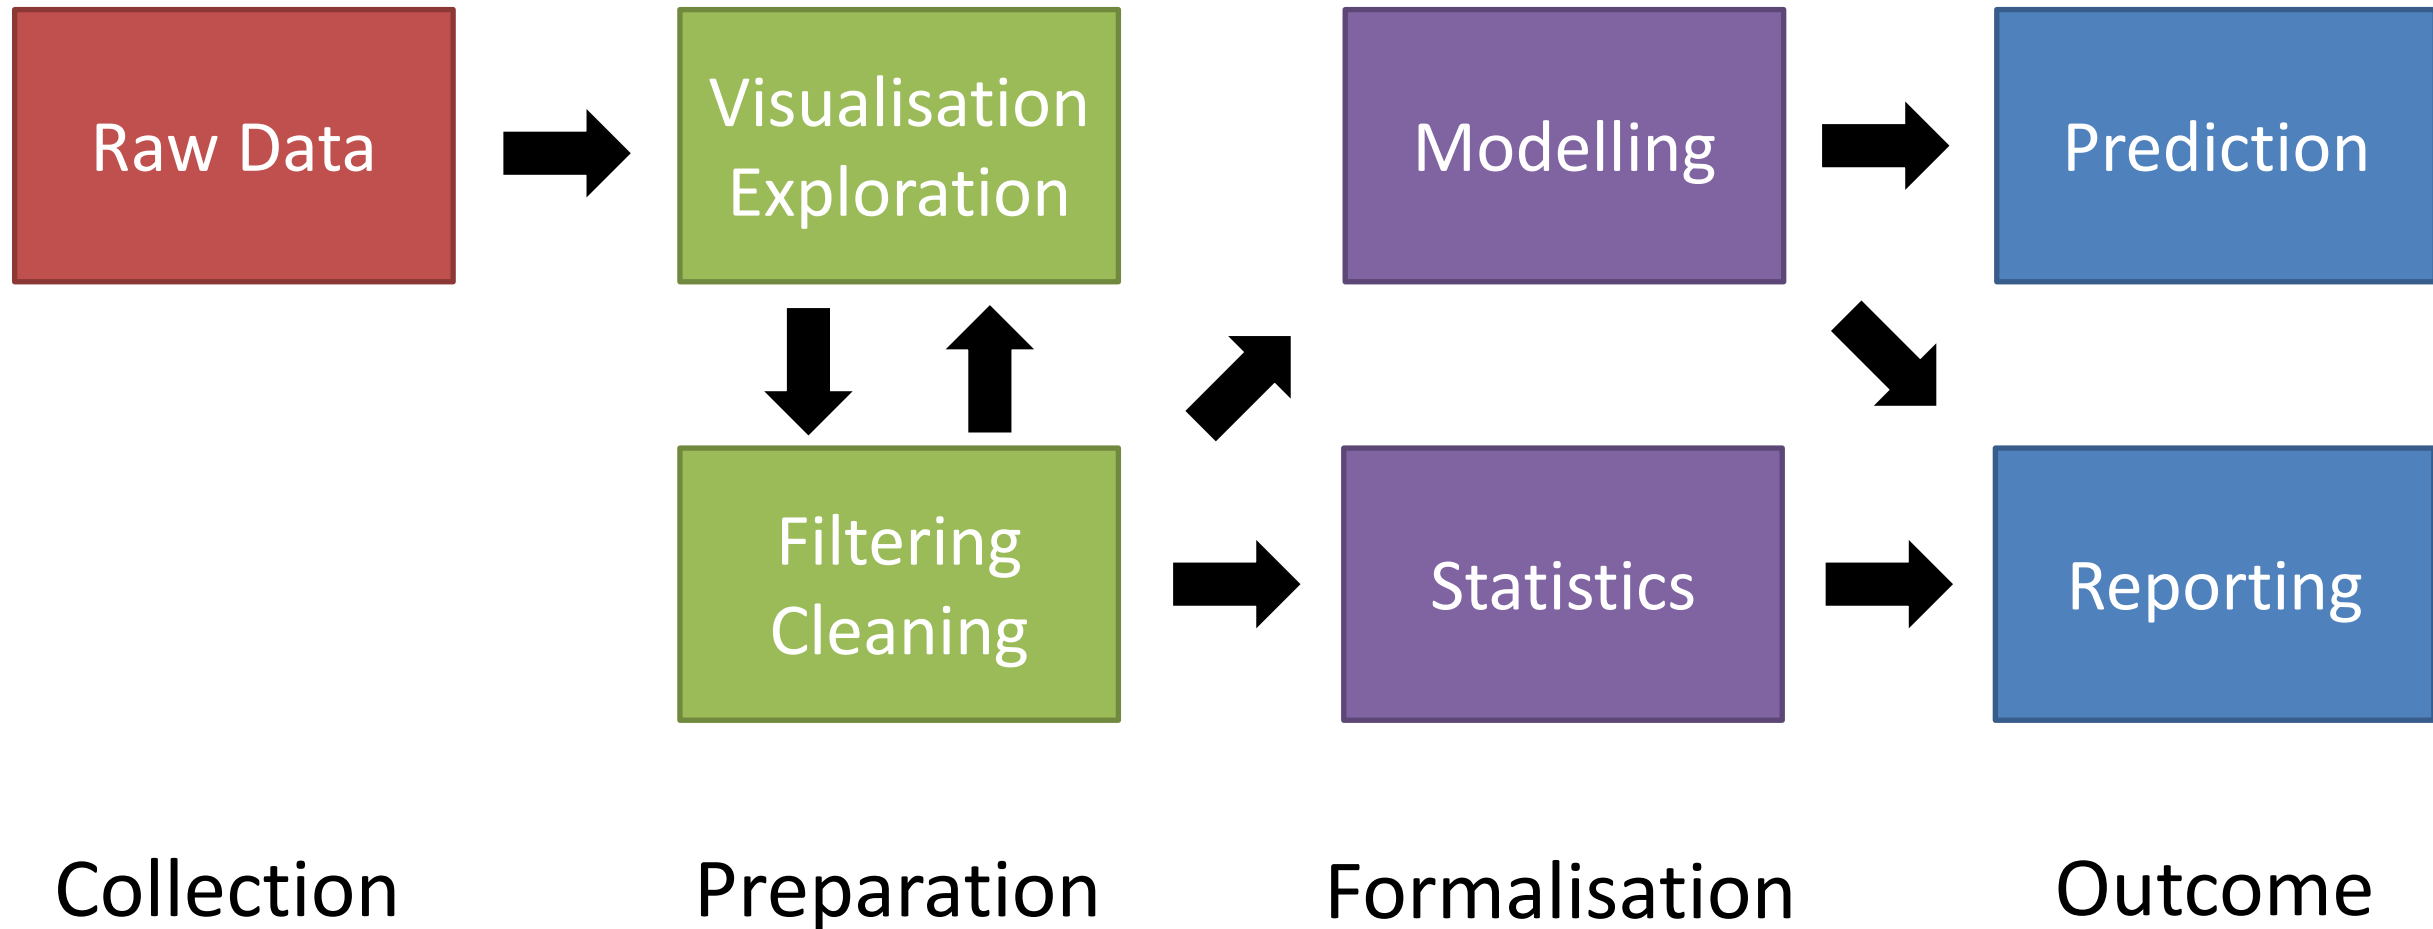 Raw Data
Visualisation
Exploration
Modelling
Prediction
Filtering
Cleaning
Statistics
Reporting
Collection
Preparation
Formalisation
Outcome